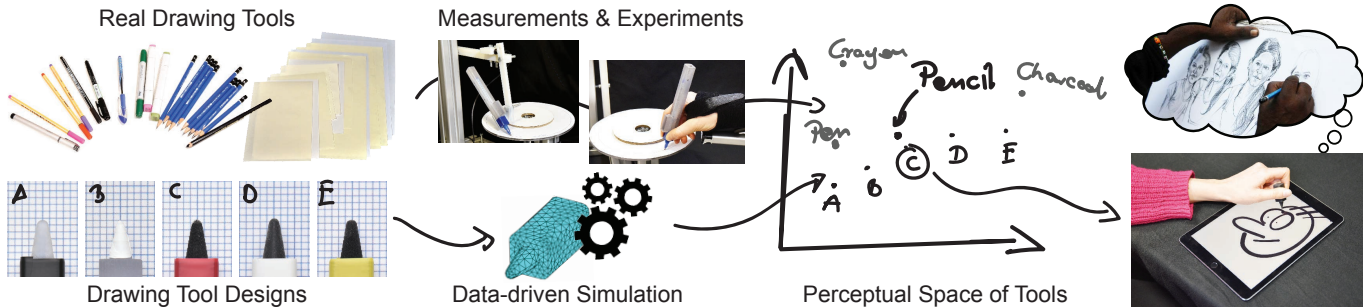 Real Drawing Tools
Measurements & Experiments
Crayon
Pencil
Charcoal
Pen
A
B
C
D
E
A
B
C
D
E
Drawing Tool Designs
Data-driven Simulation
Perceptual Space of Tools